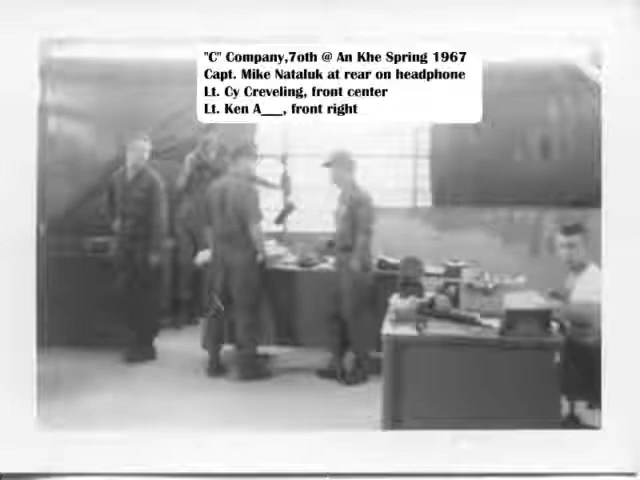 "C" Company,7oth @ An Khe Spring 1967
Capt. Mike Nataluk at rear on headphone
Lt. Cy Creveling, front center
Lt. Ken A___, front right